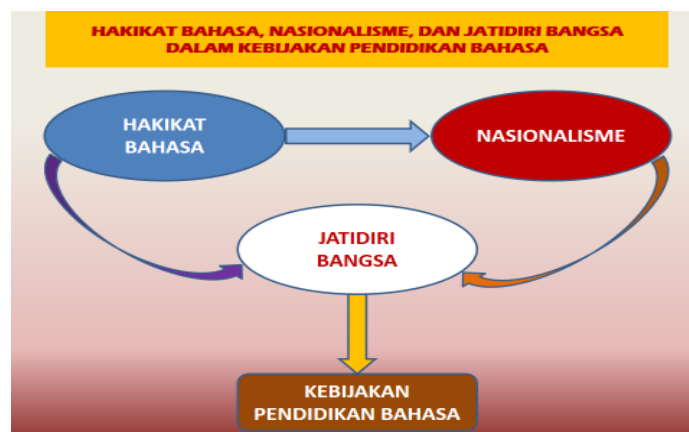 HAKIKAT BAHASA, NASIONALISME, DAN JATIDIRI BANGSA
DALAM KEBIJAKAN PENDIDIKAN BAHASA
HAKIKAT
BAHASA
NASIONALISME
JATIDIRI
BANGSA
KEBIJAKAN
PENDIDIKAN BAHASA